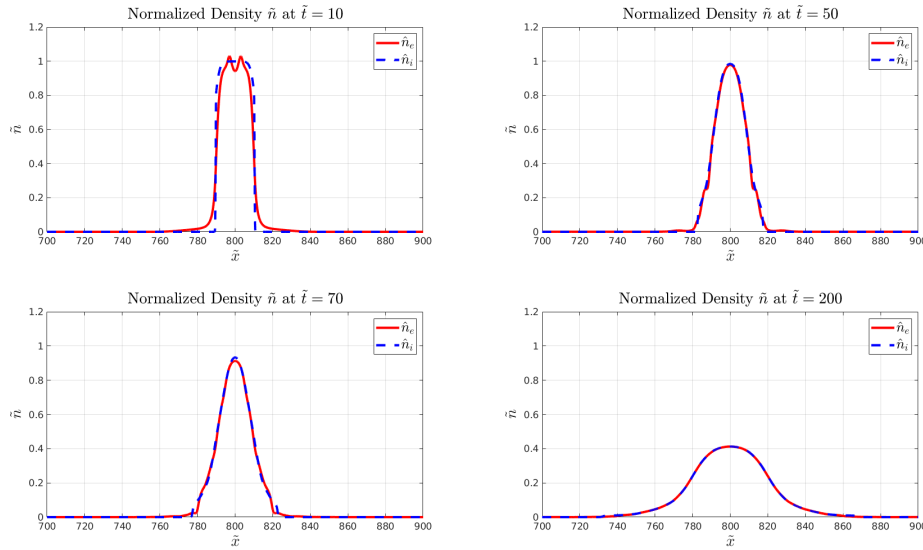 Normalized Density ñ at t̃ = 10
1.2
1
0.8
0.6
0.4
0.2
0
ñ
n̂ₑ
n̂ᵢ
700 720 740 760 780 800 820 840 860 880 900
x̃
Normalized Density ñ at t̃ = 50
1.2
1
0.8
0.6
0.4
0.2
0
ñ
n̂ₑ
n̂ᵢ
700 720 740 760 780 800 820 840 860 880 900
x̃
Normalized Density ñ at t̃ = 70
1.2
1
0.8
0.6
0.4
0.2
0
ñ
n̂ₑ
n̂ᵢ
700 720 740 760 780 800 820 840 860 880 900
x̃
Normalized Density ñ at t̃ = 200
1.2
1
0.8
0.6
0.4
0.2
0
ñ
n̂ₑ
n̂ᵢ
700 720 740 760 780 800 820 840 860 880 900
x̃